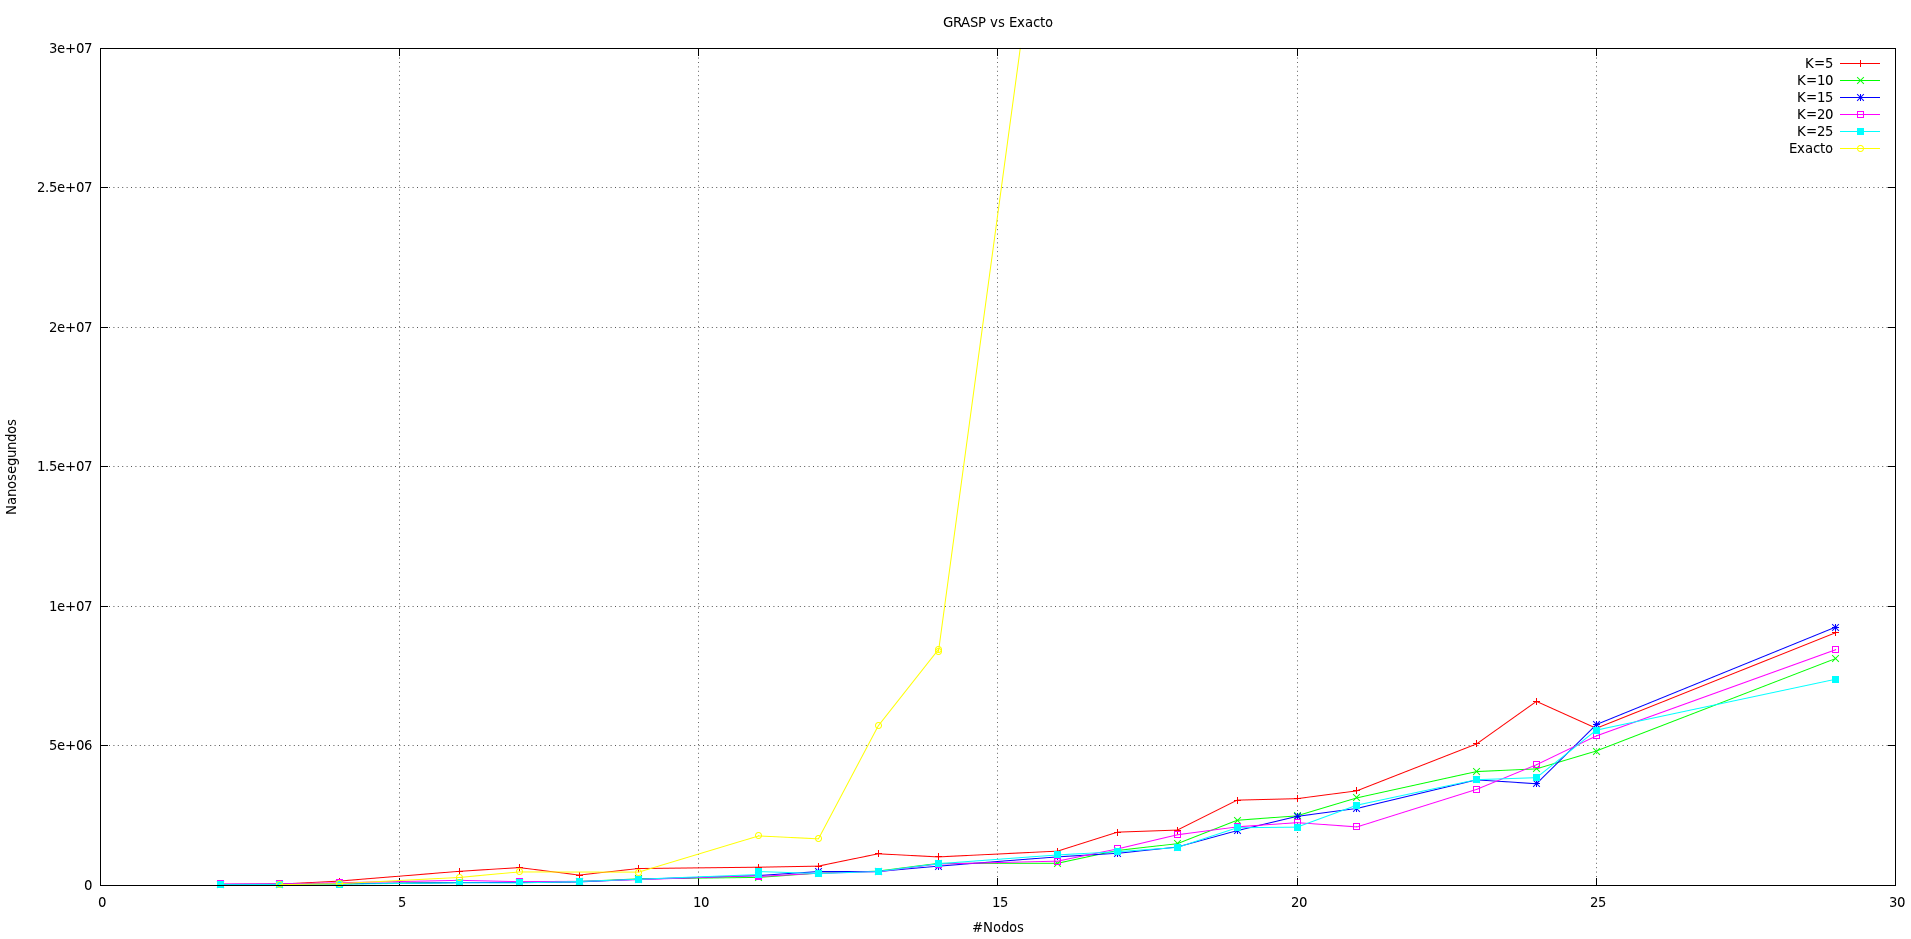 GRASP vs Exacto
3e+07
2.5e+07
2e+07
1.5e+07
1e+07
5e+06
0
Nanosegundos
K=5
K=10
K=15
K=20
K=25
Exacto
0 5 10 15 20 25 30
#Nodos